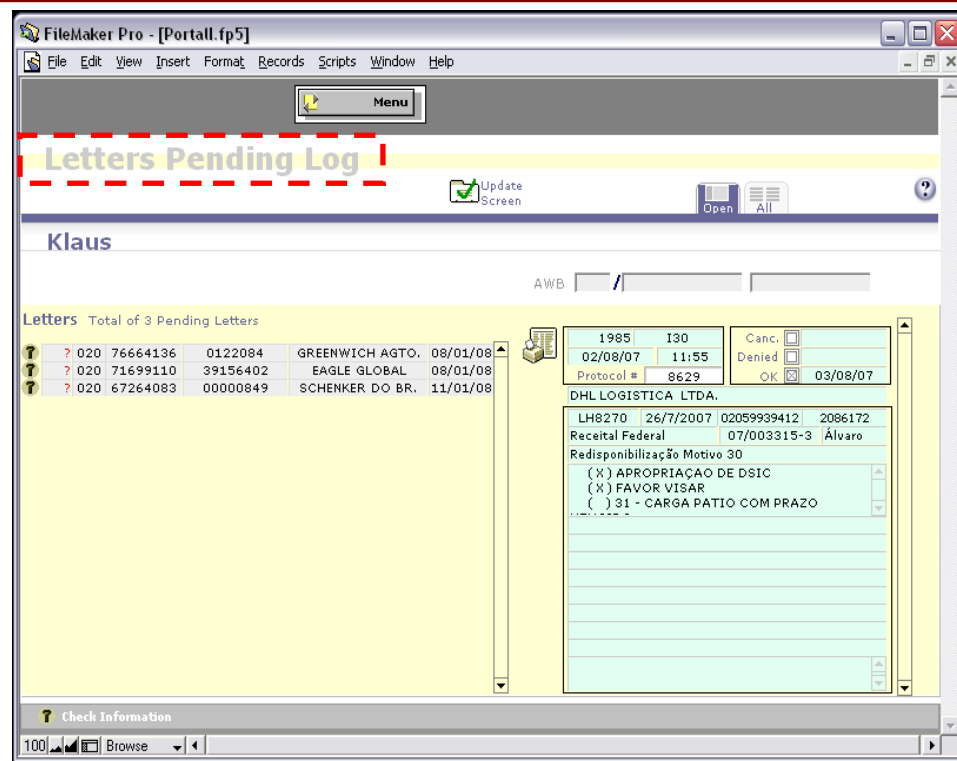 FileMaker Pro - [Portall.fp5]
File Edit View Insert Format Records Scripts Window Help
Menu
Letters Pending Log
Update
Screen
Open All
?
Klaus
AWB /
Letters Total of 3 Pending Letters
? ? 020 76664136 0122084 GREENWICH AGTO. 08/01/08
? ? 020 71699110 39156402 EAGLE GLOBAL 08/01/08
? ? 020 67264083 00000849 SCHENKER DO BR. 11/01/08
1985 I30 Canc.
02/08/07 11:55 Denied
Protocol # 8629 OK 03/08/07
DHL LOGISTICA LTDA.
LH8270 26/7/2007 02059939412 2086172
Receital Federal 07/003315-3 Álvaro
Redisponibilização Motivo 30
(X) APROPRIAÇAO DE DSIC
(X) FAVOR VISAR
( ) 31 - CARGA PATIO COM PRAZO
? Check Information
100 Browse